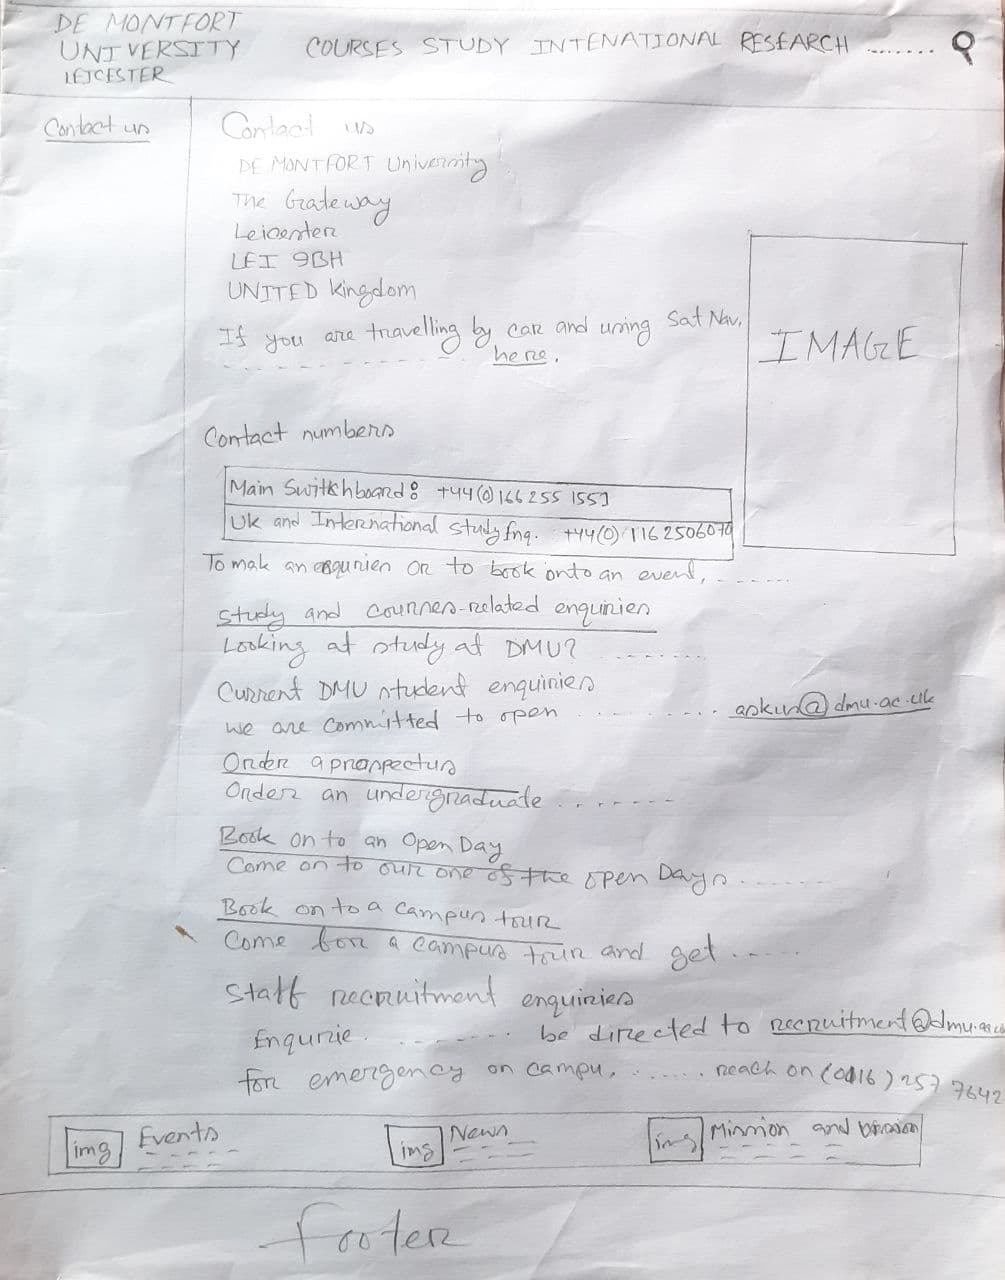 DE MONTFORT
UNIVERSITY
LEICESTER
COURSES STUDY INTENATIONAL RESEARCH ........
Contact us
Contact us
DE MONTFORT University
The Gateway
Leicester
LEI 9BH
UNITED Kingdom
If you are travelling by car and using Sat Nav,
here.
Contact numbers
Main Switchboard: +44(0)166 255 1551
Uk and International study Enq. +44(0) 116 2506079
To mak an enquries or to book onto an event, ......
Study and courses-related enquiries
Looking at study at DMU? ........
Current DMU student enquiries
we are committed to open ........... askus@dmu.ac.uk
Order a prospectus
Order an undergraduate ........
Book on to an Open Day
Come on to our one of the open Days.......
Book on to a campus tour
Come for a campus tour and get .....
Staff recruitment enquiries
Enqurie. ....... be directed to recruitment@dmu.ac.uk
for emergency on campu. ...... reach on (0116) 257 7642
img Events
img News
img Mission and vission
Footer